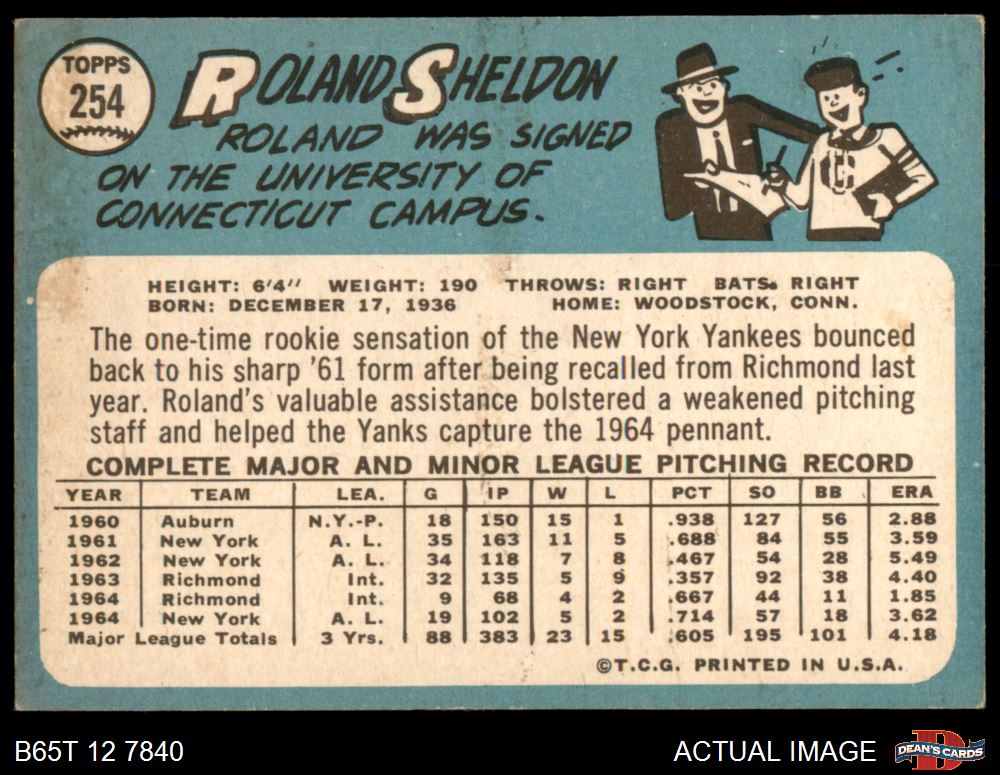 TOPPS
254
ROLAND SHELDON
ROLAND WAS SIGNED
ON THE UNIVERSITY OF
CONNECTICUT CAMPUS.
C
HEIGHT: 6'4" WEIGHT: 190 THROWS: RIGHT BATS: RIGHT
BORN: DECEMBER 17, 1936 HOME: WOODSTOCK, CONN.
The one-time rookie sensation of the New York Yankees bounced
back to his sharp '61 form after being recalled from Richmond last
year. Roland's valuable assistance bolstered a weakened pitching
staff and helped the Yanks capture the 1964 pennant.
COMPLETE MAJOR AND MINOR LEAGUE PITCHING RECORD
YEAR TEAM LEA. G IP W L PCT SO BB ERA
1960 Auburn N.Y.-P. 18 150 15 1 .938 127 56 2.88
1961 New York A. L. 35 163 11 5 .688 84 55 3.59
1962 New York A. L. 34 118 7 8 .467 54 28 5.49
1963 Richmond Int. 32 135 5 9 .357 92 38 4.40
1964 Richmond Int. 9 68 4 2 .667 44 11 1.85
1964 New York A.L. 19 102 5 2 .714 57 18 3.62
Major League Totals 3 Yrs. 88 383 23 15 .605 195 101 4.18
©T.C.G. PRINTED IN U.S.A.
B65T 12 7840 ACTUAL IMAGE
D
DEAN'S CARDS